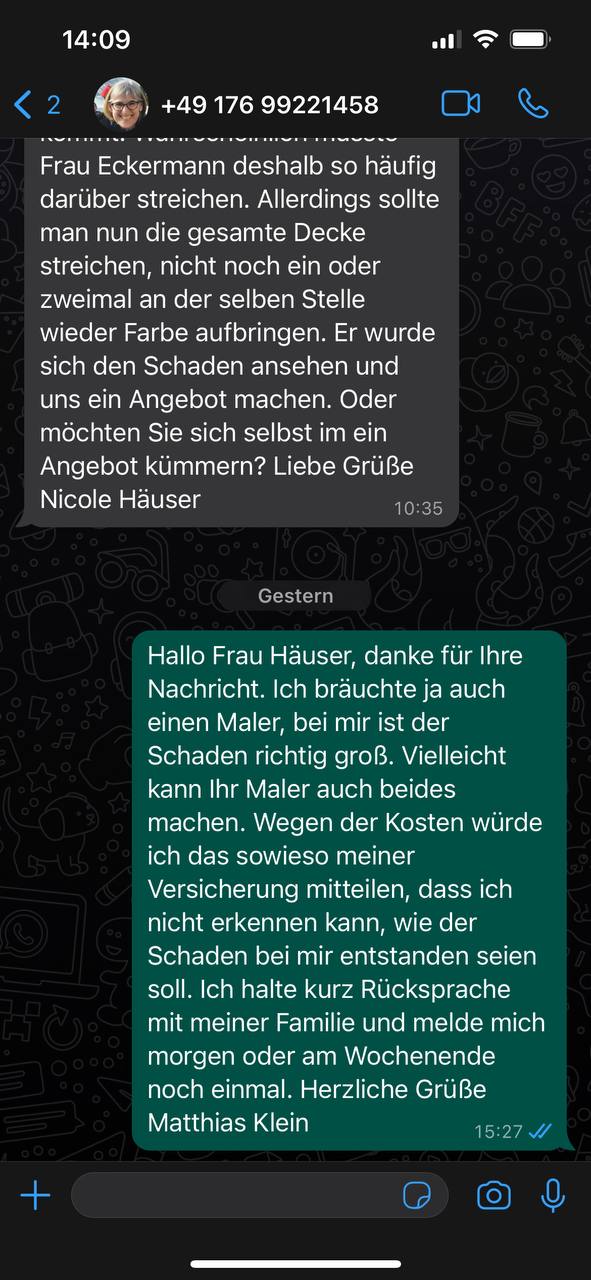 14:09
2
+49 176 99221458
kommt. Wahrscheinlich musste
Frau Eckermann deshalb so häufig
darüber streichen. Allerdings sollte
man nun die gesamte Decke
streichen, nicht noch ein oder
zweimal an der selben Stelle
wieder Farbe aufbringen. Er wurde
sich den Schaden ansehen und
uns ein Angebot machen. Oder
möchten Sie sich selbst im ein
Angebot kümmern? Liebe Grüße
Nicole Häuser
10:35
Gestern
Hallo Frau Häuser, danke für Ihre
Nachricht. Ich bräuchte ja auch
einen Maler, bei mir ist der
Schaden richtig groß. Vielleicht
kann Ihr Maler auch beides
machen. Wegen der Kosten würde
ich das sowieso meiner
Versicherung mitteilen, dass ich
nicht erkennen kann, wie der
Schaden bei mir entstanden seien
soll. Ich halte kurz Rücksprache
mit meiner Familie und melde mich
morgen oder am Wochenende
noch einmal. Herzliche Grüße
Matthias Klein
15:27